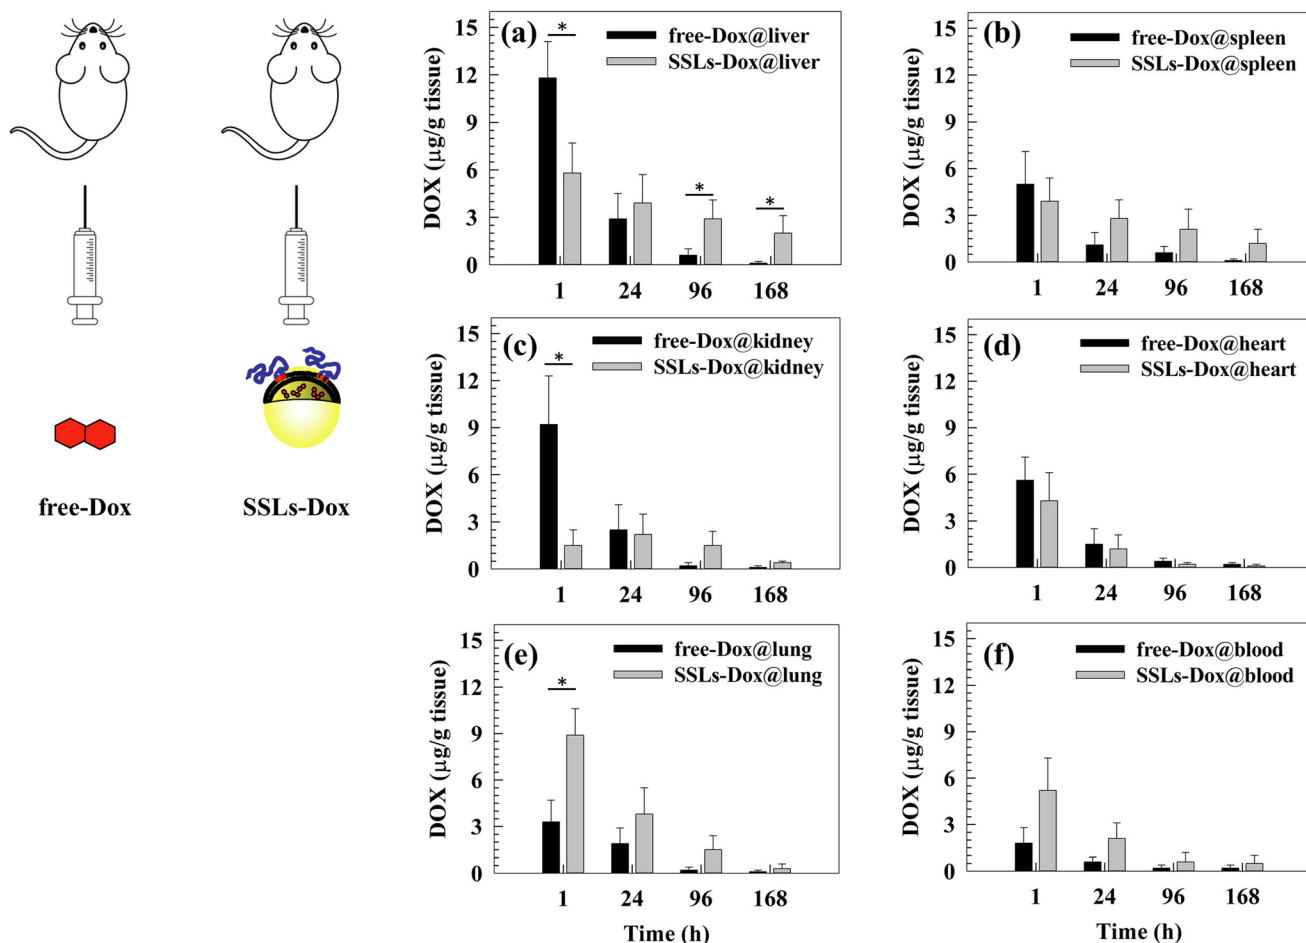 free-Dox
SSLs-Dox
(a)
free-Dox@liver
SSLs-Dox@liver
DOX (μg/g tissue)
15
12
9
6
3
0
*
*
*
1 24 96 168
(b)
free-Dox@spleen
SSLs-Dox@spleen
DOX (μg/g tissue)
15
12
9
6
3
0
1 24 96 168
(c)
free-Dox@kidney
SSLs-Dox@kidney
DOX (μg/g tissue)
15
12
9
6
3
0
*
1 24 96 168
(d)
free-Dox@heart
SSLs-Dox@heart
DOX (μg/g tissue)
15
12
9
6
3
0
1 24 96 168
(e)
free-Dox@lung
SSLs-Dox@lung
DOX (μg/g tissue)
15
12
9
6
3
0
*
1 24 96 168
Time (h)
(f)
free-Dox@blood
SSLs-Dox@blood
DOX (μg/g tissue)
15
12
9
6
3
0
1 24 96 168
Time (h)